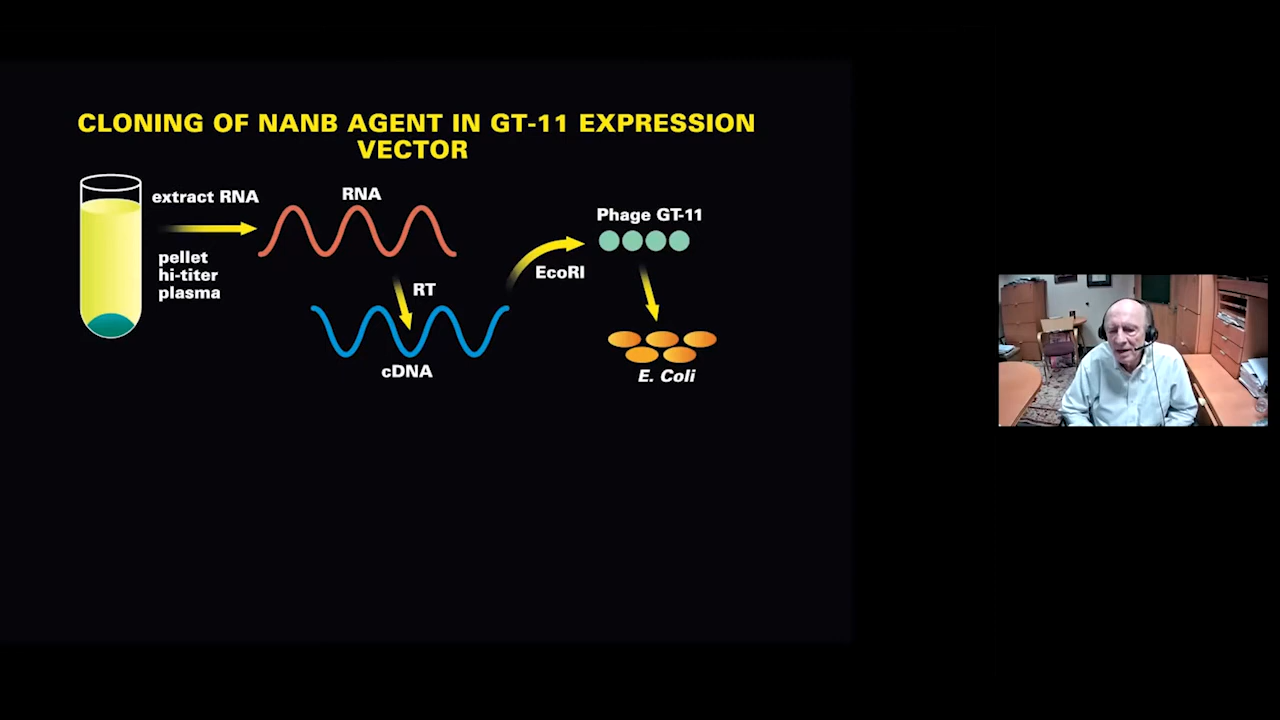 CLONING OF NANB AGENT IN GT-11 EXPRESSION
VECTOR
extract RNA
RNA
pellet
hi-titer
plasma
RT
cDNA
EcoRI
Phage GT-11
E. Coli